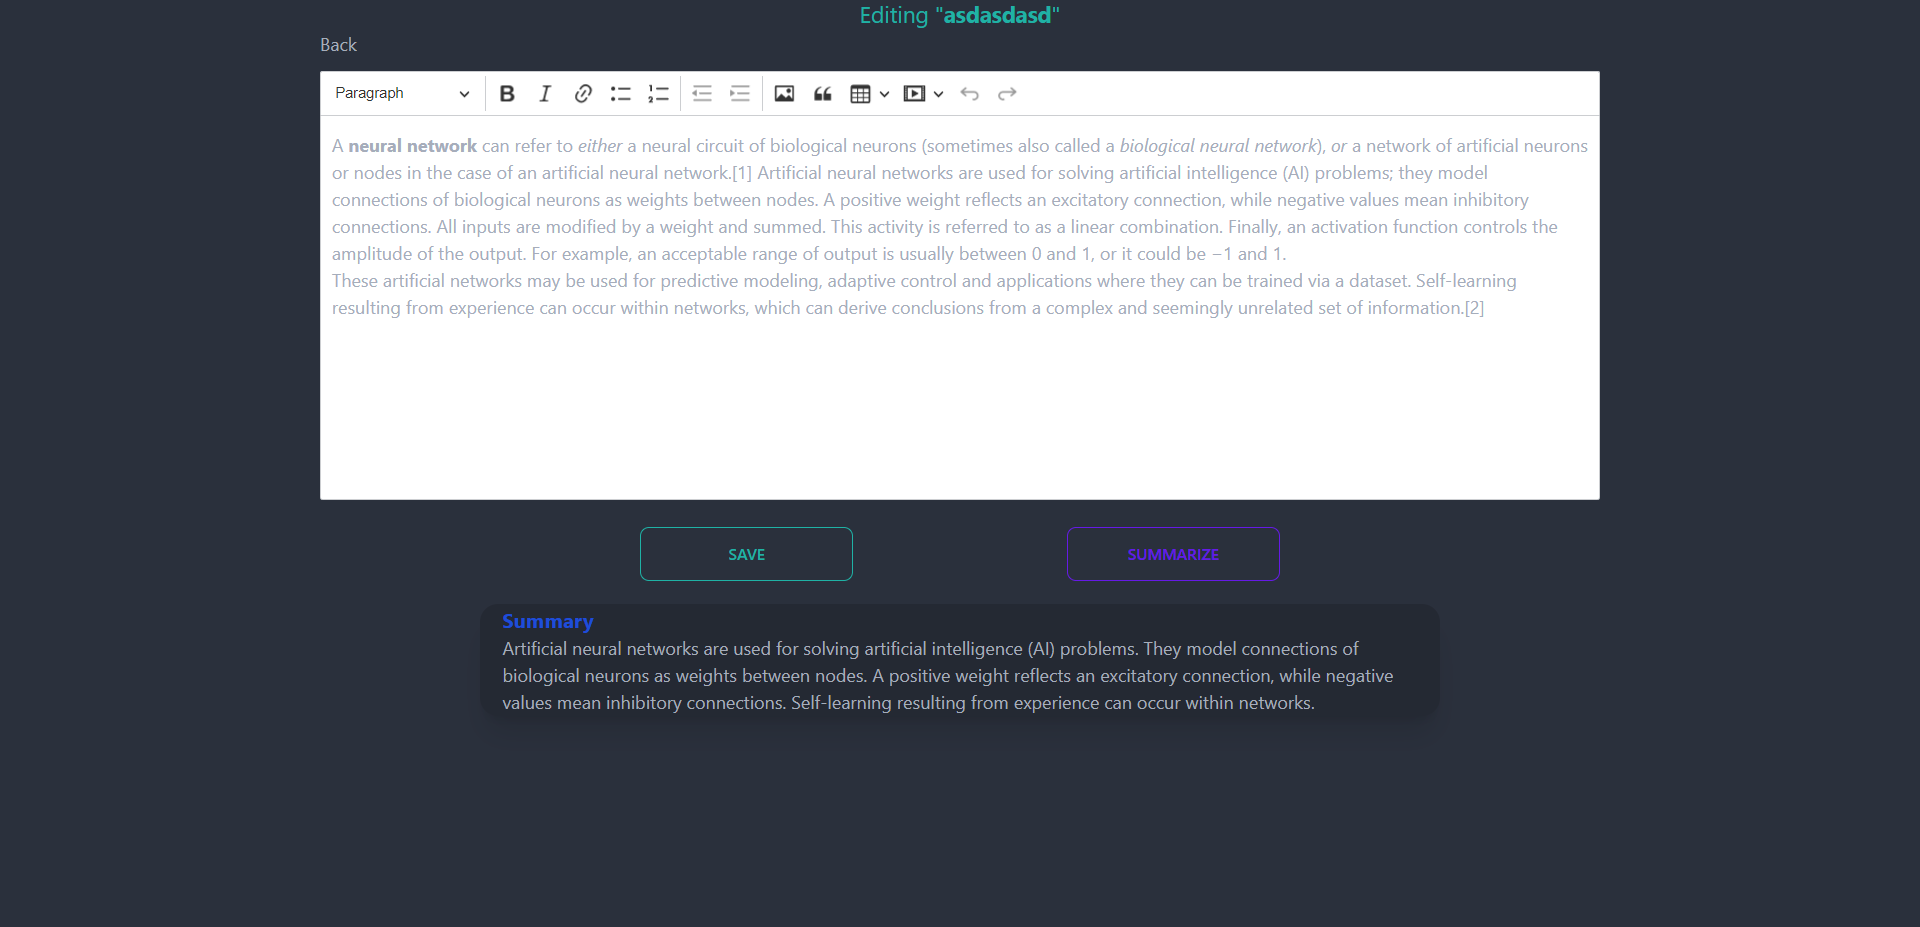 Editing "asdasdasd"
Back
Paragraph
A neural network can refer to either a neural circuit of biological neurons (sometimes also called a biological neural network), or a network of artificial neurons
or nodes in the case of an artificial neural network.[1] Artificial neural networks are used for solving artificial intelligence (AI) problems; they model
connections of biological neurons as weights between nodes. A positive weight reflects an excitatory connection, while negative values mean inhibitory
connections. All inputs are modified by a weight and summed. This activity is referred to as a linear combination. Finally, an activation function controls the
amplitude of the output. For example, an acceptable range of output is usually between 0 and 1, or it could be −1 and 1.
These artificial networks may be used for predictive modeling, adaptive control and applications where they can be trained via a dataset. Self-learning
resulting from experience can occur within networks, which can derive conclusions from a complex and seemingly unrelated set of information.[2]
SAVE
SUMMARIZE
Summary
Artificial neural networks are used for solving artificial intelligence (AI) problems. They model connections of
biological neurons as weights between nodes. A positive weight reflects an excitatory connection, while negative
values mean inhibitory connections. Self-learning resulting from experience can occur within networks.